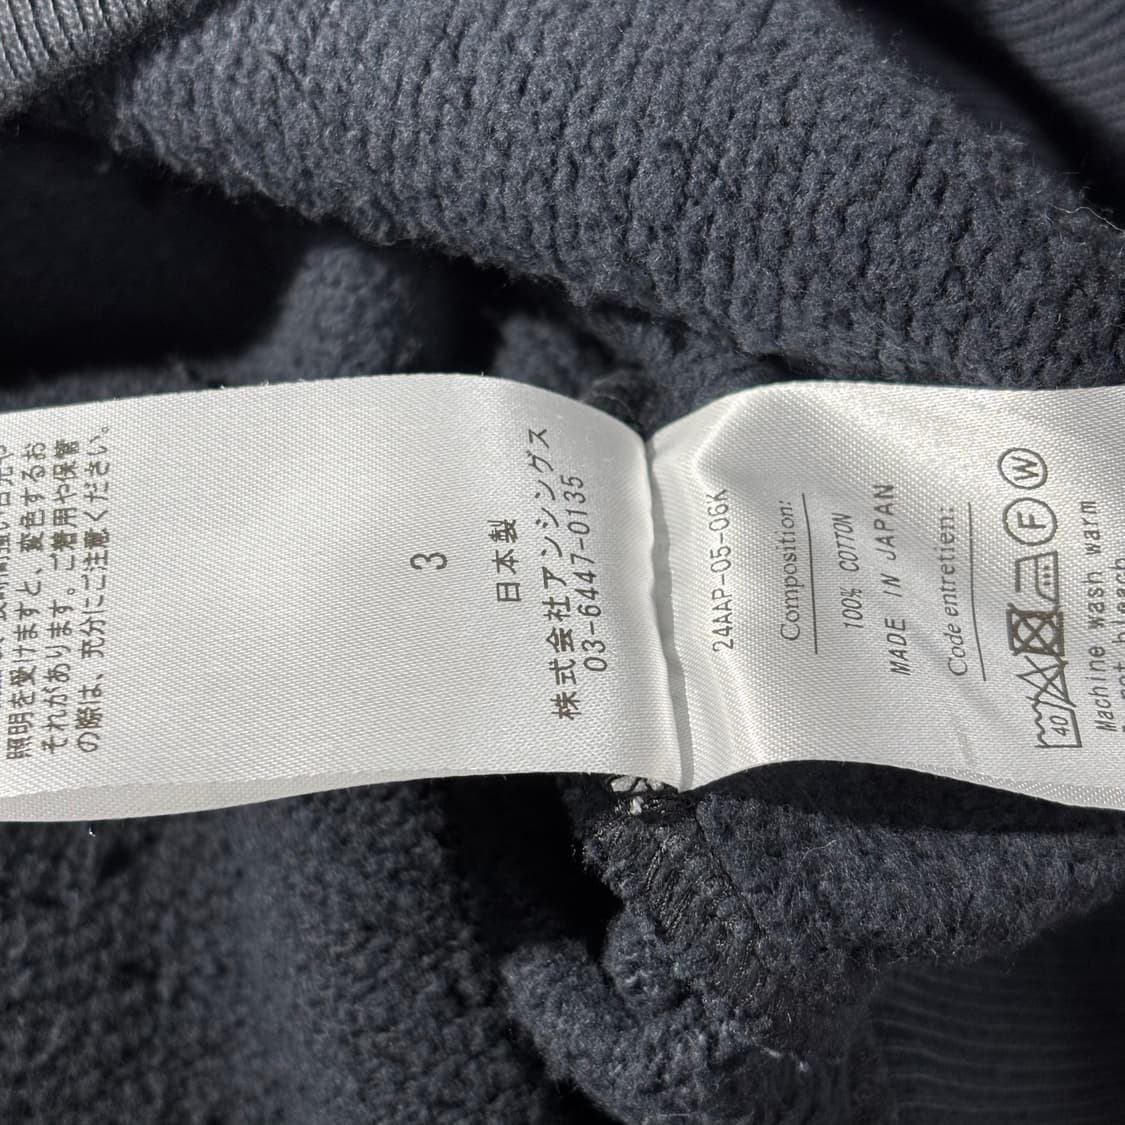 照明を受けますと、変色するお
それがあります。ご着用や保管
の際は、充分にご注意ください。
3
日本製
株式会社アンシングス
03-6447-0135
24AAP-05-06K
Composition:
100% COTTON
MADE IN JAPAN
Code entretien:
40
F
W
Machine wash warm
not bleach